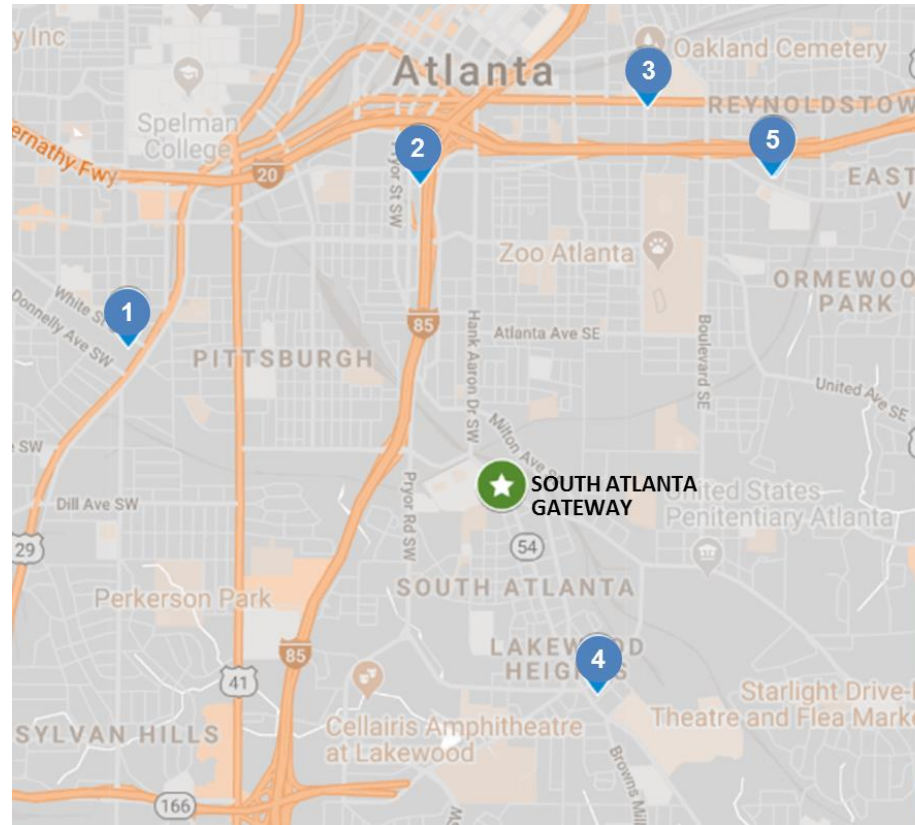 y Inc
Oakland Cemetery
3
Atlanta
REYNOLDSTOW
Spelman
College
2
5
ernathy Fwy
20
Pryor St SW
EAST
V
Zoo Atlanta
ORMEWOO
PARK
1
White S
Donnelly Ave SW
85
Hank Aaron Dr SW
Atlanta Ave SE
Boulevard SE
PITTSBURGH
United Ave SE
Milton Ave S
e SW
Pryor Rd SW
SOUTH ATLANTA
GATEWAY
United States
Penitentiary Atlanta
Dill Ave SW
29
54
SOUTH ATLANTA
Perkerson Park
LAKEWOOD
HEIGHTS
4
85
41
Starlight Drive-I
Theatre and Flea Marke
Cellairis Amphitheatre
at Lakewood
SYLVAN HILLS
Browns Mil
166
SW